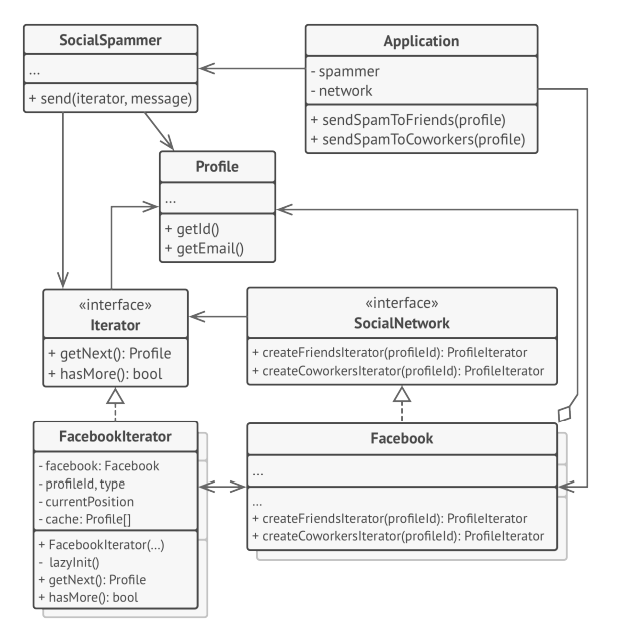 SocialSpammer
...
+ send(iterator, message)
Application
- spammer
- network
+ sendSpamToFriends(profile)
+ sendSpamToCoworkers(profile)
Profile
...
+ getId()
+ getEmail()
«interface»
Iterator
+ getNext(): Profile
+ hasMore(): bool
«interface»
SocialNetwork
+ createFriendsIterator(profileId): ProfileIterator
+ createCoworkersIterator(profileId): ProfileIterator
FacebookIterator
- facebook: Facebook
- profileId, type
- currentPosition
- cache: Profile[]
+ FacebookIterator(...)
- lazyInit()
+ getNext(): Profile
+ hasMore(): bool
Facebook
...
...
+ createFriendsIterator(profileId): ProfileIterator
+ createCoworkersIterator(profileId): ProfileIterator